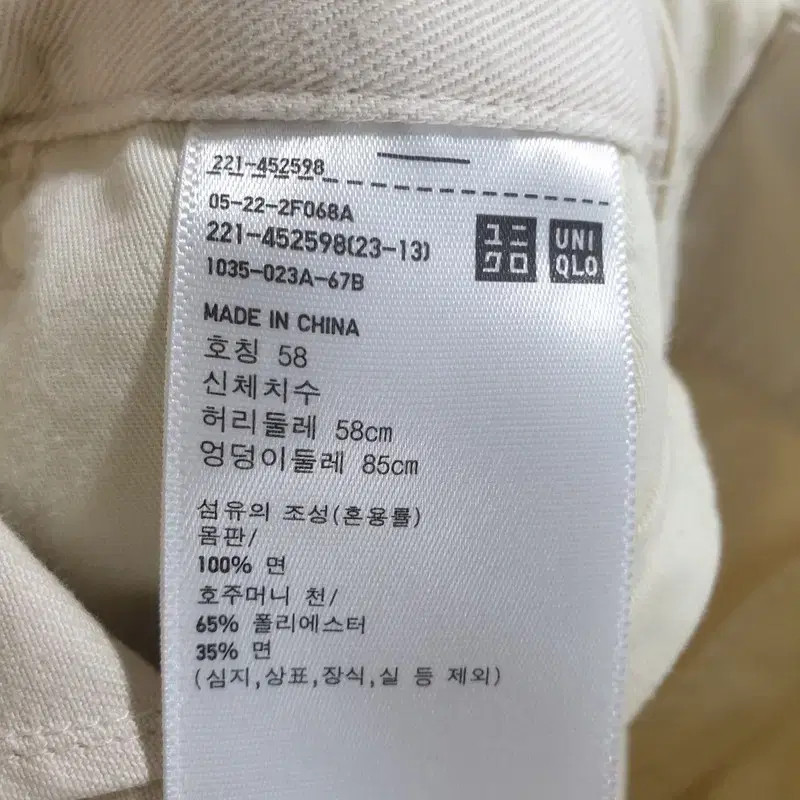 221-452598
05-22-2F068A
221-452598(23-13)
1035-023A-67B
ユニクロ
UNIQLO
MADE IN CHINA
호칭 58
신체치수
허리둘레 58cm
엉덩이둘레 85cm
섬유의 조성(혼용률)
몸판/
100% 면
호주머니 천/
65% 폴리에스터
35% 면
(심지,상표,장식,실 등 제외)